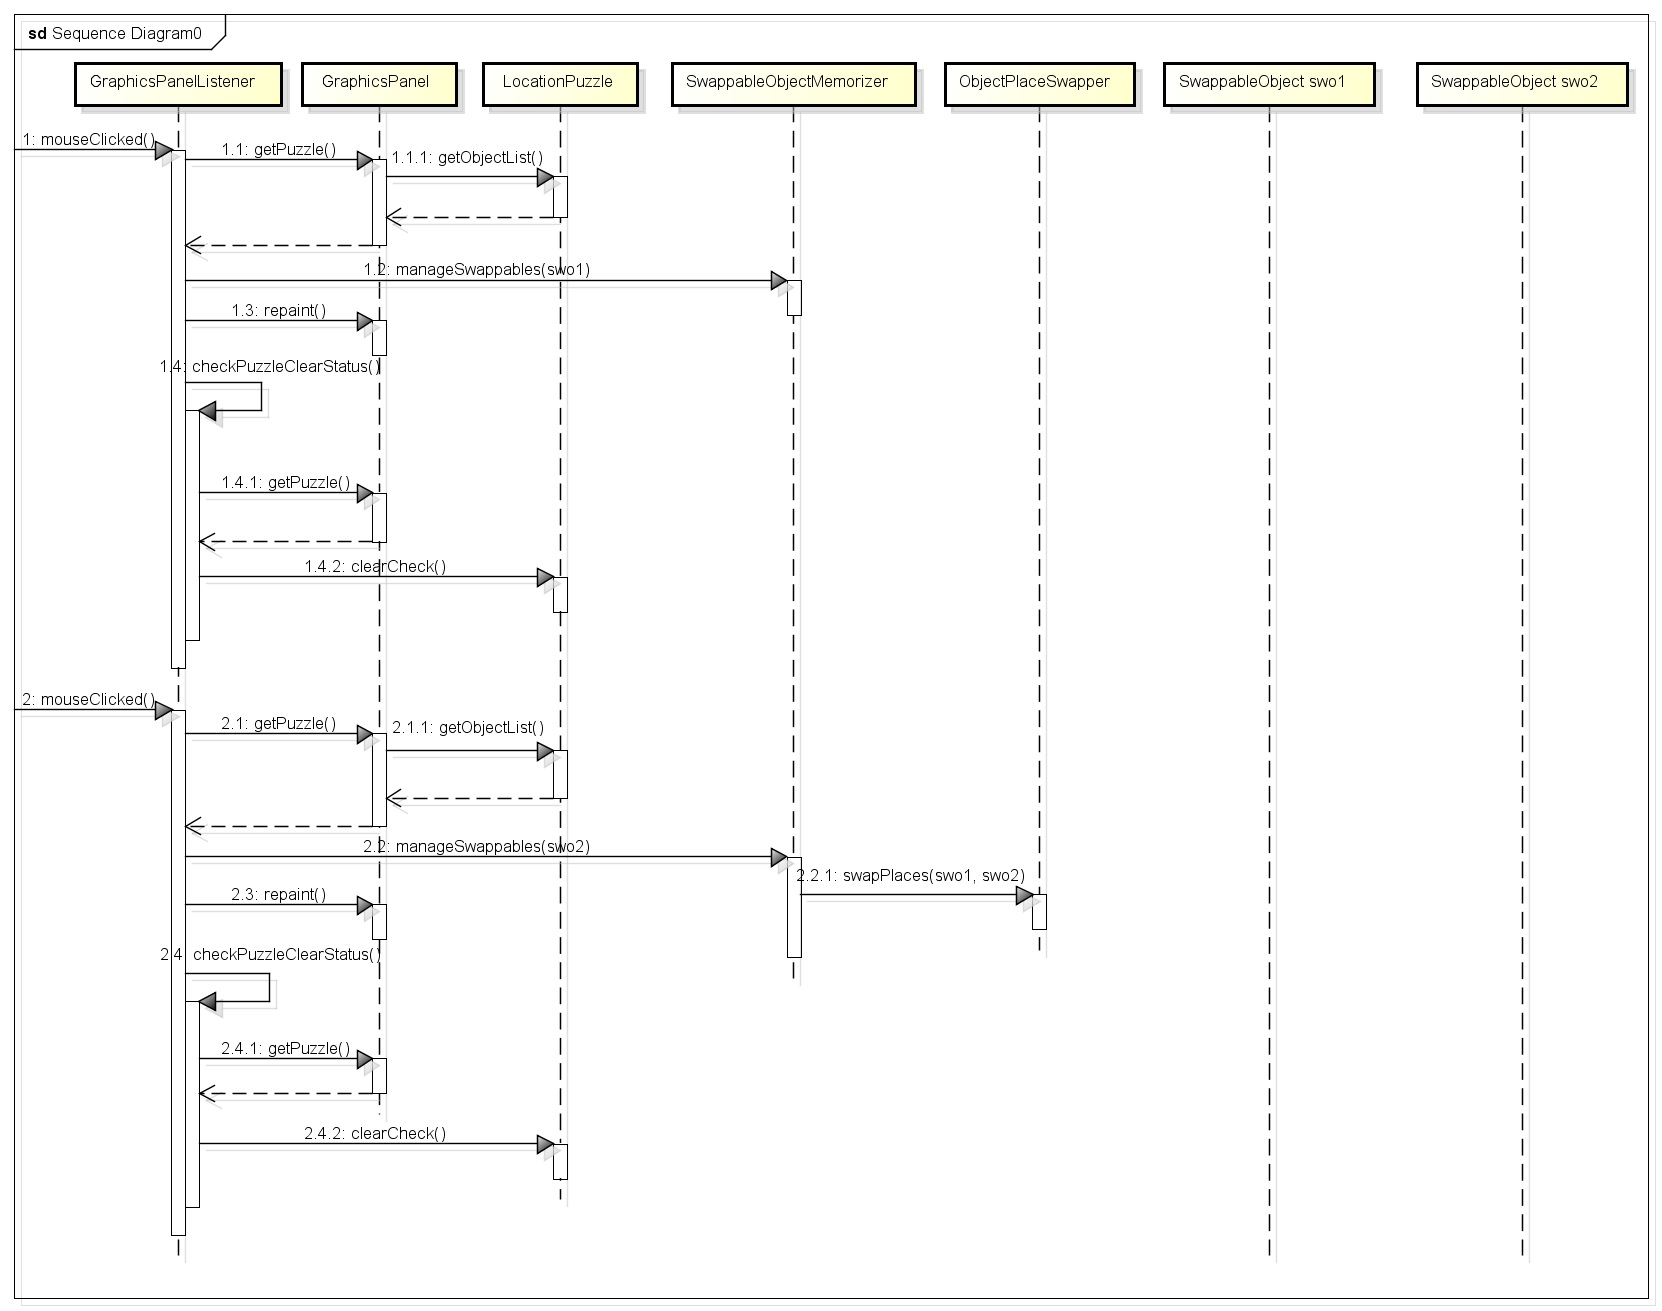 sd Sequence Diagram0
GraphicsPanelListener
GraphicsPanel
LocationPuzzle
SwappableObjectMemorizer
ObjectPlaceSwapper
SwappableObject swo1
SwappableObject swo2
1: mouseClicked()
1.1: getPuzzle()
1.1.1: getObjectList()
1.2: manageSwappables(swo1)
1.3: repaint()
1.4: checkPuzzleClearStatus()
1.4.1: getPuzzle()
1.4.2: clearCheck()
2: mouseClicked()
2.1: getPuzzle()
2.1.1: getObjectList()
2.2: manageSwappables(swo2)
2.2.1: swapPlaces(swo1, swo2)
2.3: repaint()
2.4: checkPuzzleClearStatus()
2.4.1: getPuzzle()
2.4.2: clearCheck()